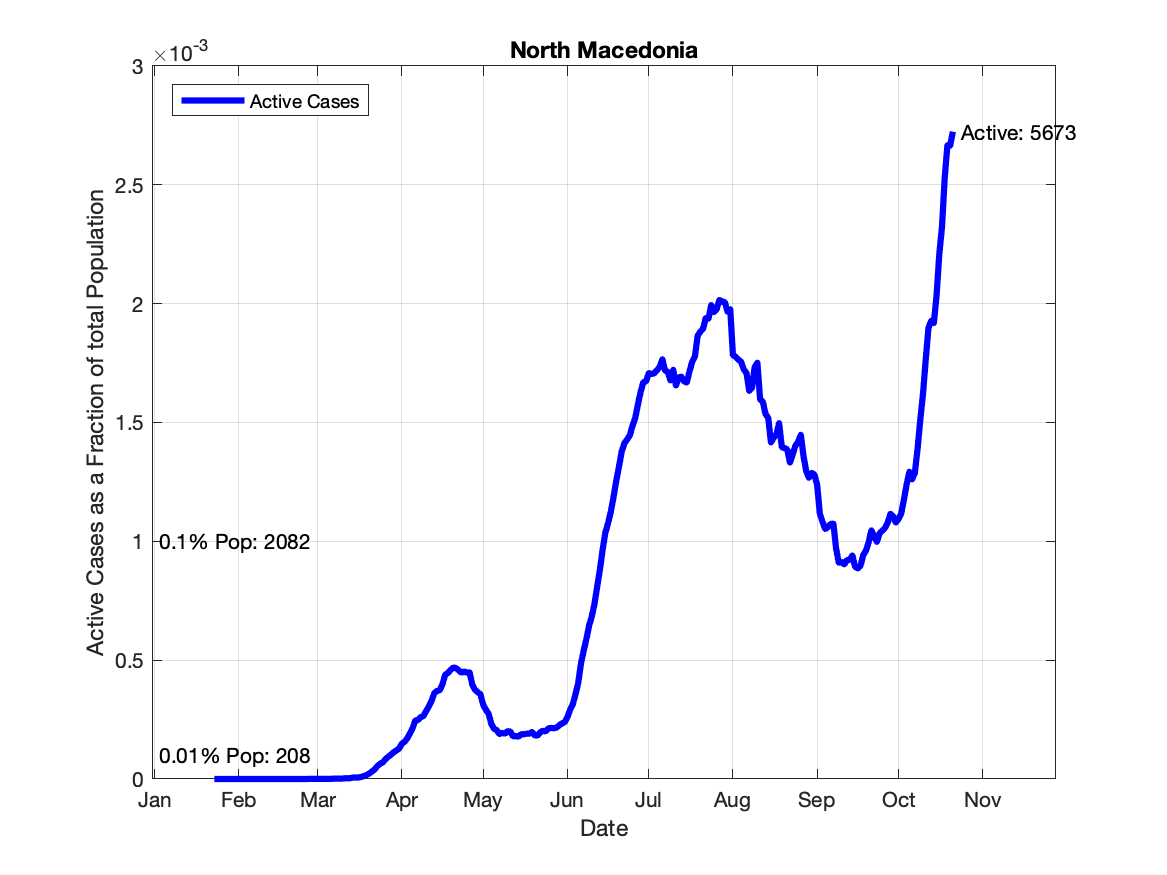 North Macedonia
×10-3
Active Cases
Active: 5673
3
2.5
2
1.5
1
0.5
0
0.1% Pop: 2082
0.01% Pop: 208
Active Cases as a Fraction of total Population
Jan Feb Mar Apr May Jun Jul Aug Sep Oct Nov
Date